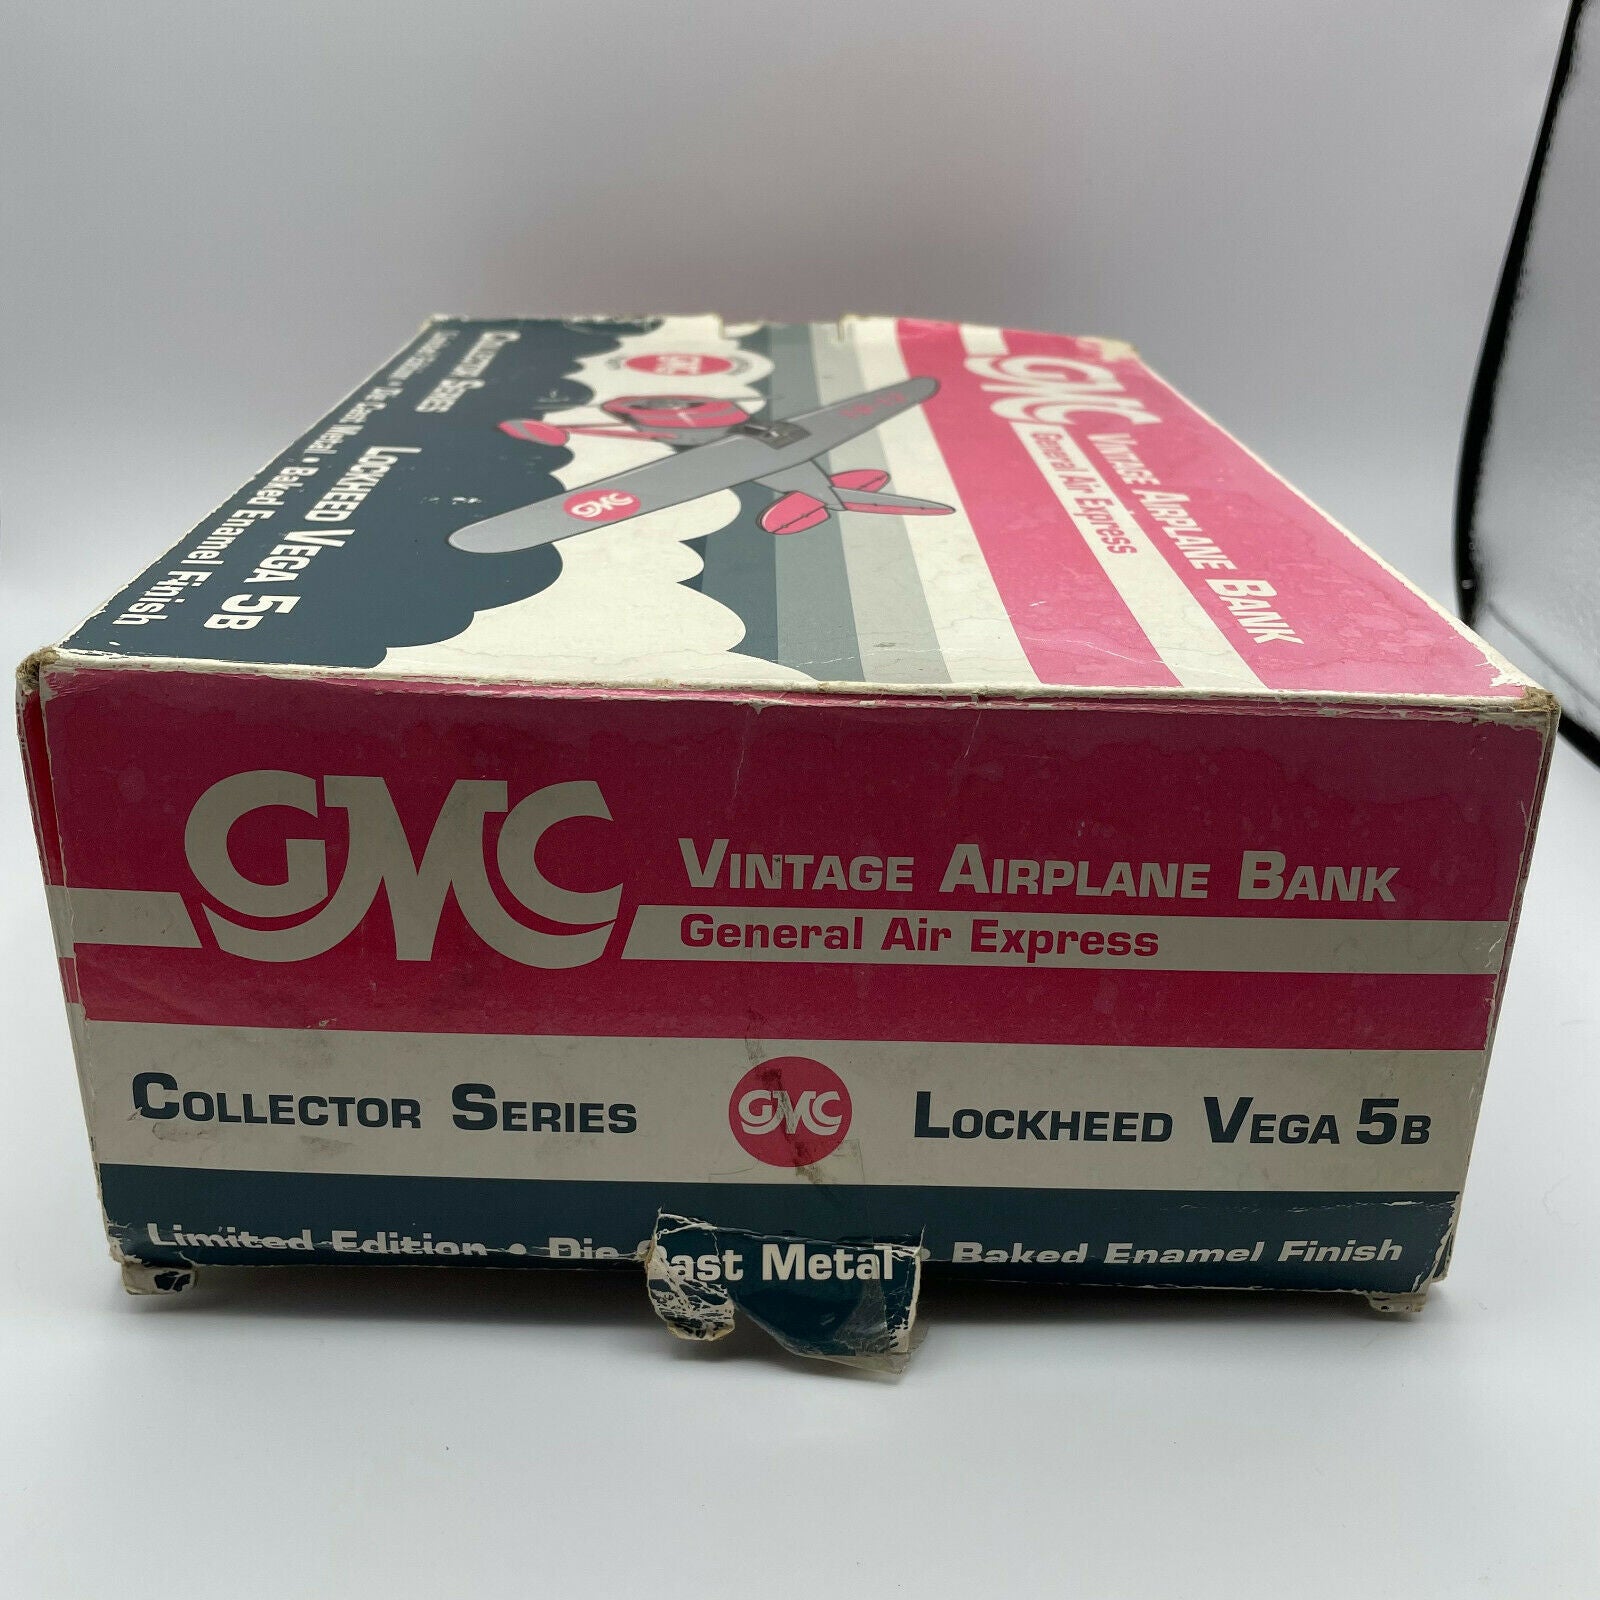 GMC
VINTAGE AIRPLANE BANK
General Air Express
COLLECTOR SERIES
LOCKHEED VEGA 5B
Limited Edition • Die Cast Metal • Baked Enamel Finish
GMC
GMC
GMC
VINTAGE AIRPLANE BANK
General Air Express
COLLECTOR SERIES
GMC
LOCKHEED VEGA 5B
Limited Edition • Die Cast Metal • Baked Enamel Finish